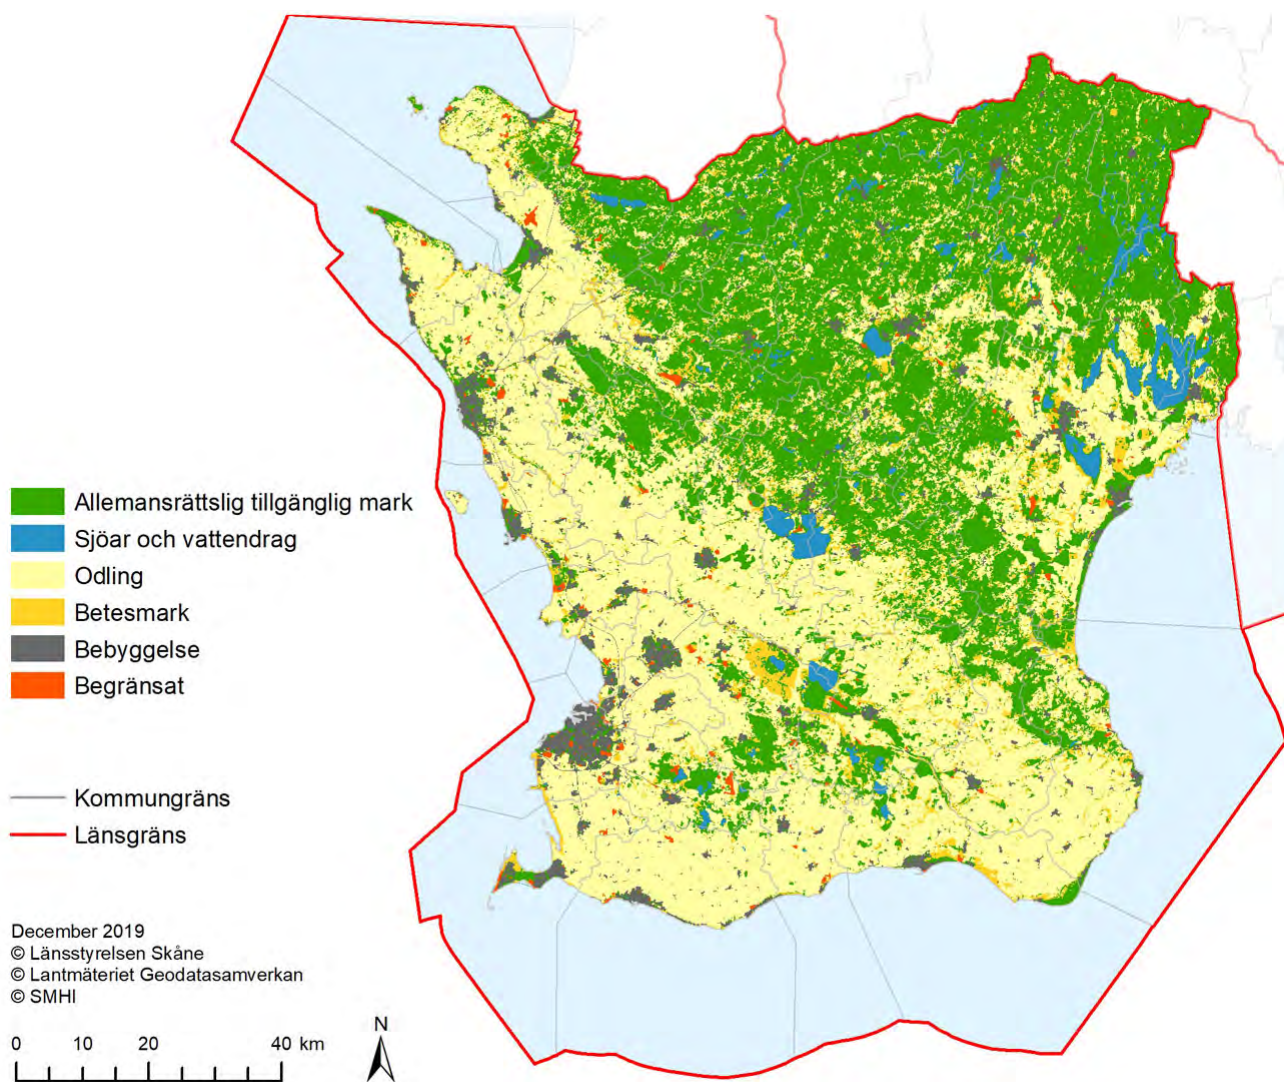 Allemansrättslig tillgänglig mark
Sjöar och vattendrag
Odling
Betesmark
Bebyggelse
Begränsat
Kommungräns
Länsgräns
December 2019
© Länsstyrelsen Skåne
© Lantmäteriet Geodatasamverkan
© SMHI
0 10 20 40 km
N